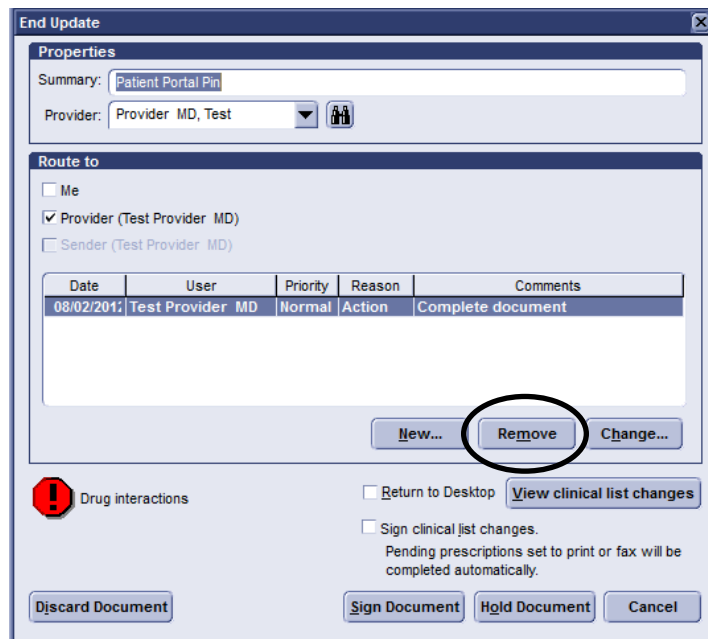 End Update
Properties
Summary: Patient Portal Pin
Provider: Provider MD, Test
Route to
Me
Provider (Test Provider MD)
Sender (Test Provider MD)
Date User Priority Reason Comments
08/02/2012 Test Provider MD Normal Action Complete document
New... Remove Change...
Drug interactions
Return to Desktop View clinical list changes
Sign clinical list changes.
Pending prescriptions set to print or fax will be
completed automatically.
Discard Document Sign Document Hold Document Cancel